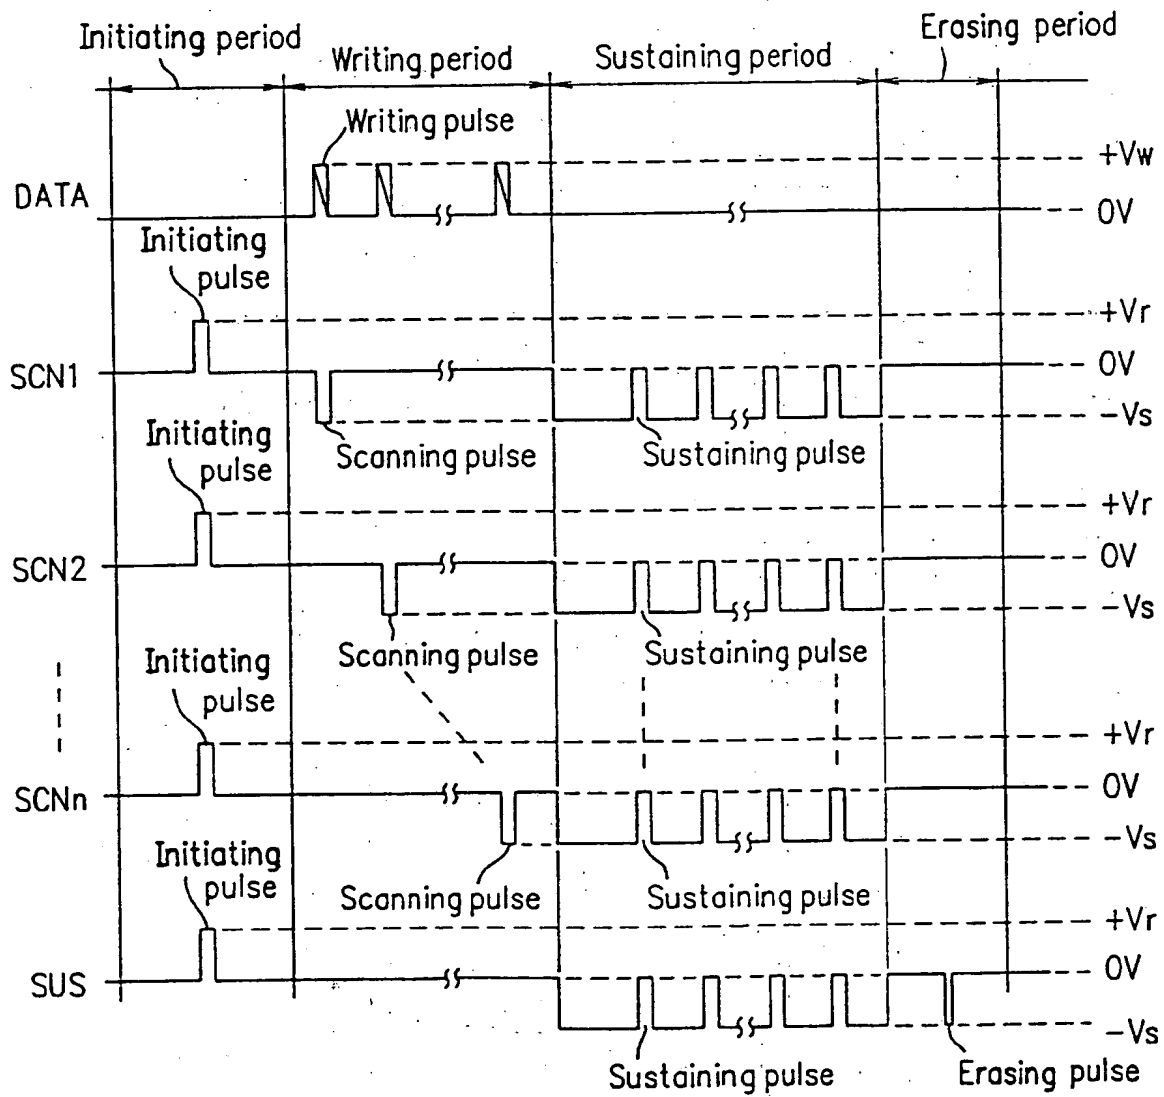 Initiating period
Writing period
Sustaining period
Erasing period
Writing pulse
+Vw
DATA
0V
Initiating
pulse
+Vr
SCN1
0V
-Vs
Initiating
pulse
Scanning pulse
Sustaining pulse
+Vr
SCN2
0V
-Vs
Initiating
pulse
Scanning pulse
Sustaining pulse
+Vr
SCNn
0V
-Vs
Initiating
pulse
Scanning pulse
Sustaining pulse
+Vr
SUS
0V
-Vs
Sustaining pulse
Erasing pulse